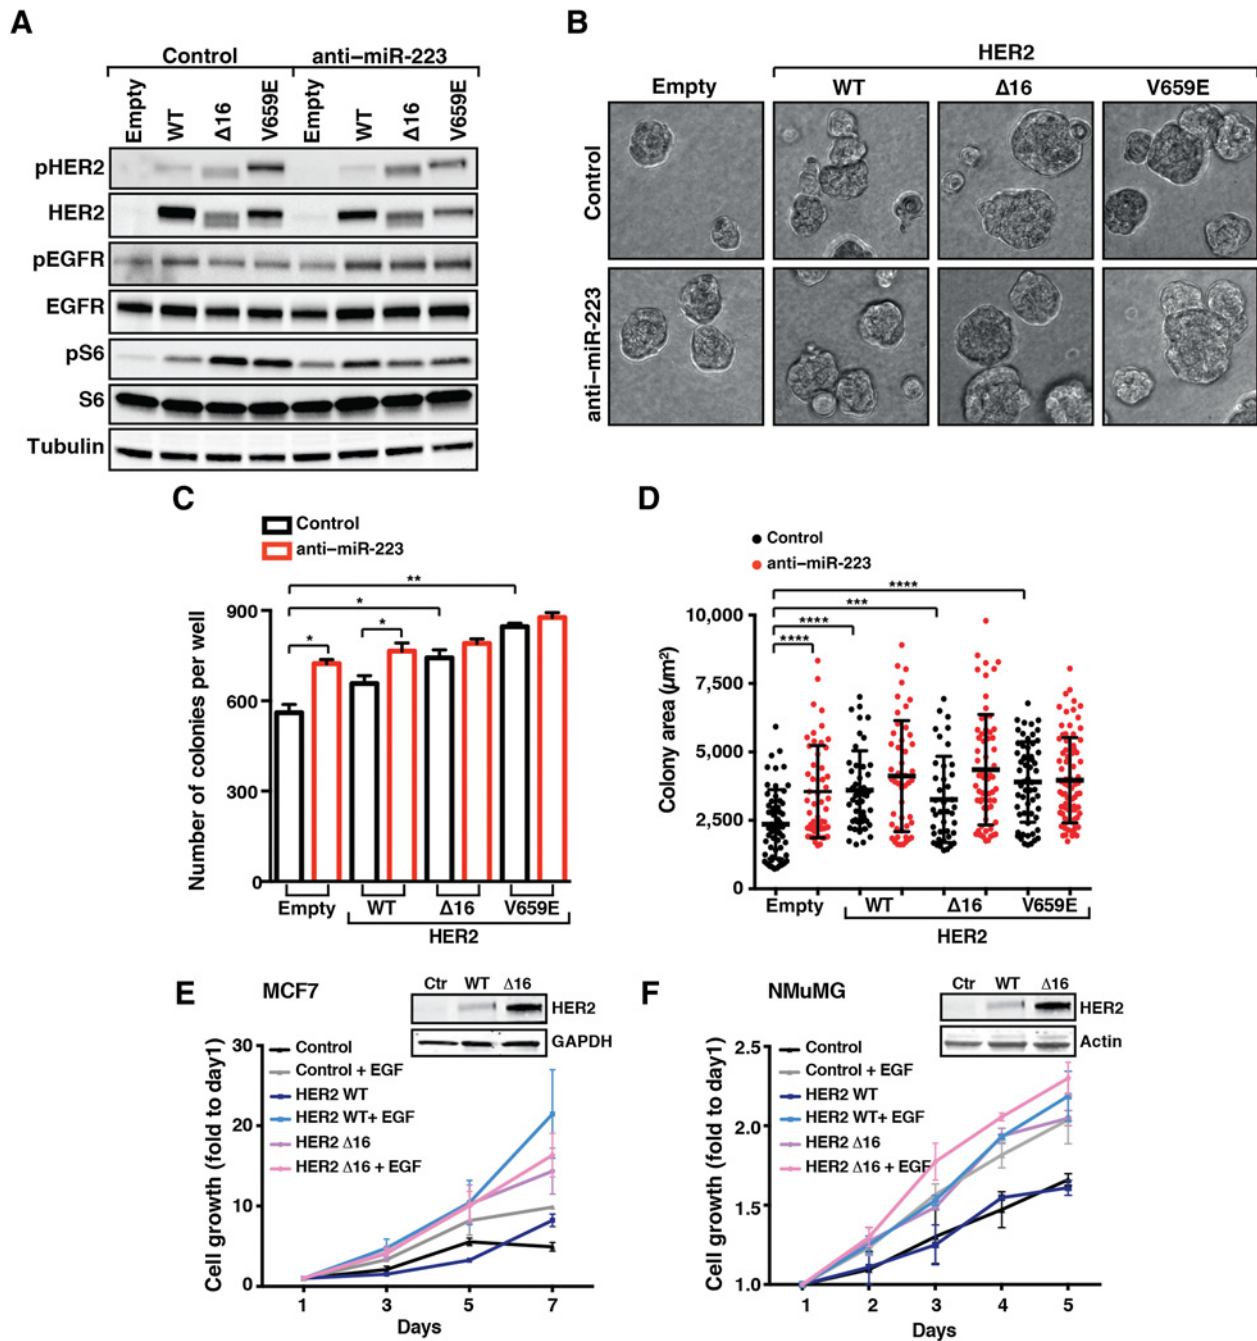 A
Control anti–miR-223
Empty WT Δ16 V659E Empty WT Δ16 V659E
pHER2
HER2
pEGFR
EGFR
pS6
S6
Tubulin
B
HER2
Empty WT Δ16 V659E
Control
anti–miR-223
C
Control
anti–miR-223
Number of colonies per well
**
*
* *
900
600
300
0
Empty WT Δ16 V659E
HER2
D
Control
anti–miR-223
Colony area (µm²)
****
***
****
****
10,000
7,500
5,000
2,500
0
Empty WT Δ16 V659E
HER2
E MCF7
Ctr WT Δ16
HER2
GAPDH
Control
Control + EGF
HER2 WT
HER2 WT+ EGF
HER2 Δ16
HER2 Δ16 + EGF
Cell growth (fold to day1)
30
20
10
0
1 3 5 7
Days
F NMuMG
Ctr WT Δ16
HER2
Actin
Control
Control + EGF
HER2 WT
HER2 WT+ EGF
HER2 Δ16
HER2 Δ16 + EGF
Cell growth (fold to day1)
2.5
2.0
1.5
1.0
1 2 3 4 5
Days